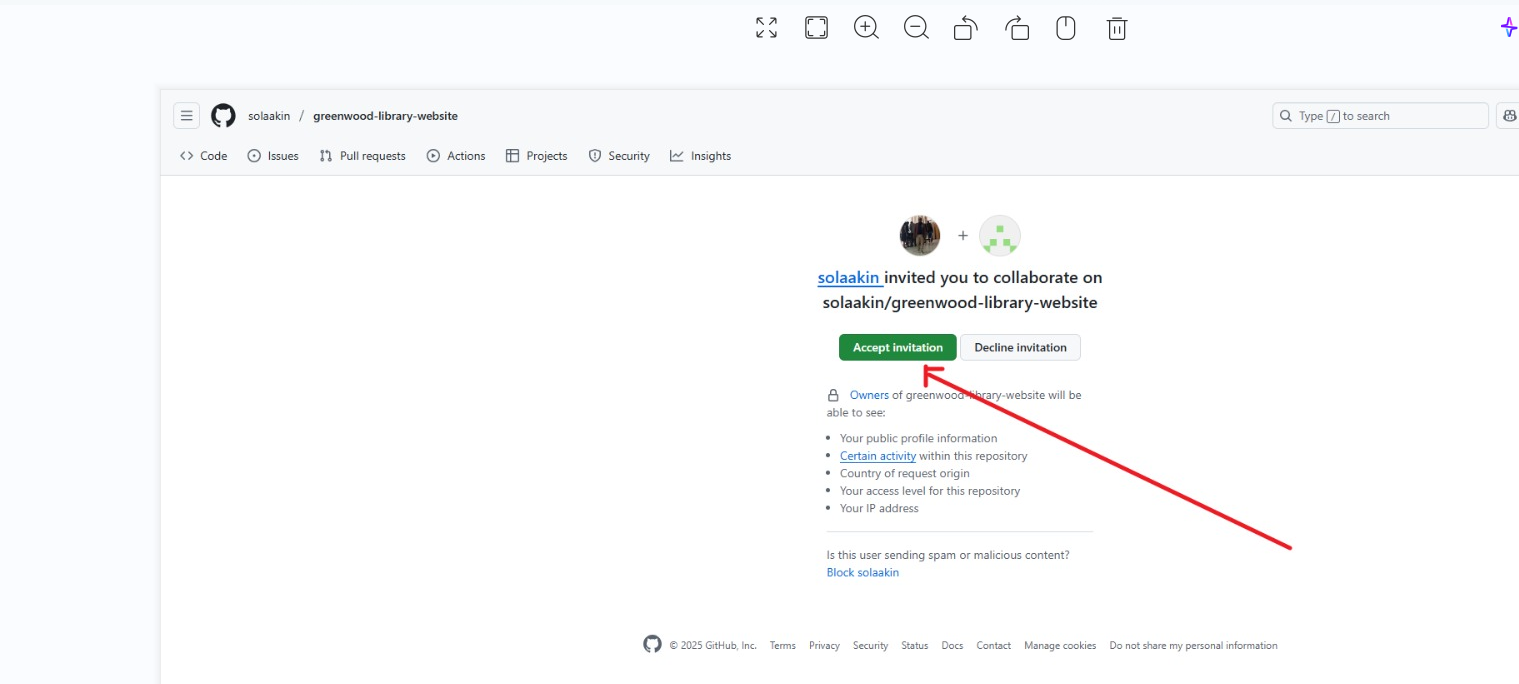 solaakin / greenwood-library-website
Type / to search
Code Issues Pull requests Actions Projects Security Insights
solaakin invited you to collaborate on
solaakin/greenwood-library-website
Accept invitation Decline invitation
Owners of greenwood-library-website will be
able to see:
Your public profile information
Certain activity within this repository
Country of request origin
Your access level for this repository
Your IP address
Is this user sending spam or malicious content?
Block solaakin
© 2025 GitHub, Inc. Terms Privacy Security Status Docs Contact Manage cookies Do not share my personal information